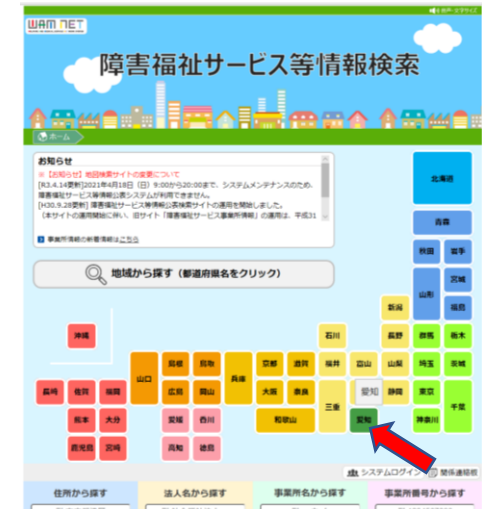 WAM NET
障害福祉サービス等情報検索
ホーム
お知らせ
※【お知らせ】地図検索サイトの変更について
[R3.4.14更新]2021年4月18日（日）9:00から20:00まで、システムメンテナンスのため、
障害福祉サービス等情報公表システムが利用できません。
[H30.9.28更新] 障害福祉サービス等情報公表検索サイトの運用を開始しました。
（本サイトの運用開始に伴い、旧サイト「障害福祉サービス事業所情報」の運用は、平成31
事業所情報の新着情報はこちら
地域から探す（都道府県名をクリック）
北海道
青森
秋田 岩手
宮城
山形
福島
新潟
沖縄 石川 長野 群馬 栃木
島根 鳥取 京都 滋賀 福井 富山 山梨 埼玉 茨城
山口 兵庫
長崎 佐賀 福岡 広島 岡山 大阪 奈良 愛知 静岡 東京
三重 千葉
熊本 大分 愛媛 香川 和歌山 愛知 神奈川
鹿児島 宮崎 高知 徳島
システムログイン 関係連絡板
住所から探す 法人名から探す 事業所名から探す 事業所番号から探す